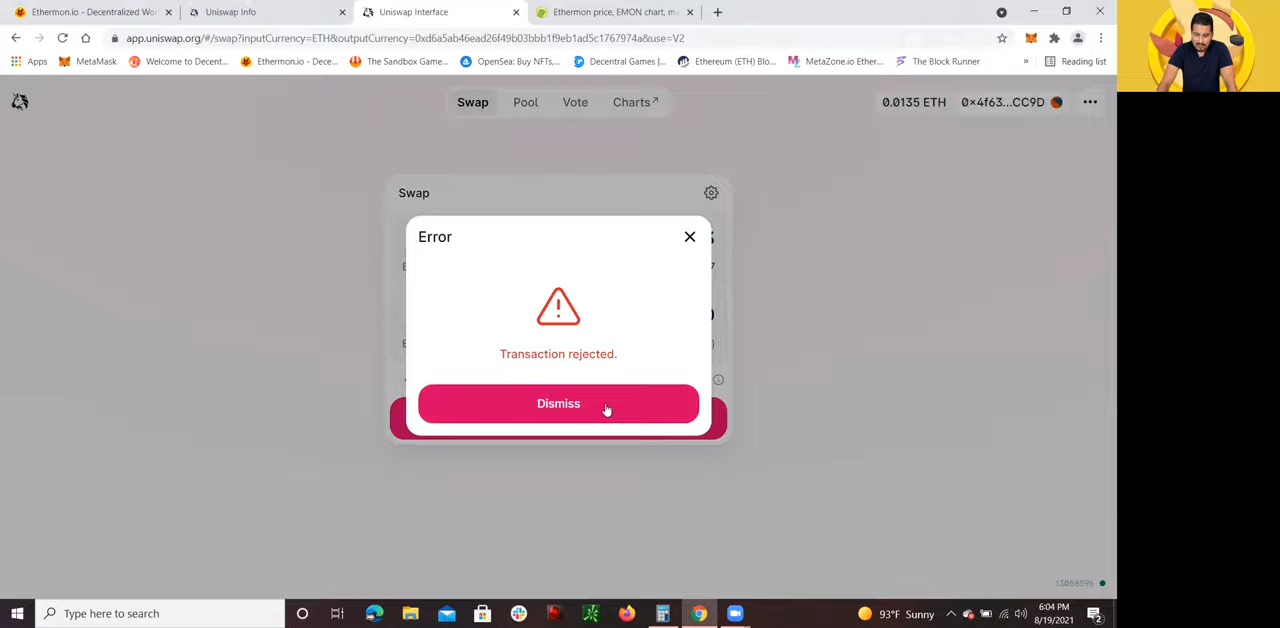 Ethermon.io - Decentralized Wo
Uniswap Info
Uniswap Interface
Ethermon price, EMON chart, m
app.uniswap.org/#/swap?inputCurrency=ETH&outputCurrency=0xd6a5ab46ead26f49b03bbb1f9eb1ad5c1767974a&use=V2
Apps
MetaMask
Welcome to Decent...
Ethermon.io - Dece...
The Sandbox Game...
OpenSea: Buy NFTs,...
Decentral Games |...
Ethereum (ETH) Blo...
MetaZone.io Ether...
The Block Runner
»
Reading list
Swap
Pool
Vote
Charts↗
0.0135 ETH
0×4f63...CC9D
Swap
Error
Transaction rejected.
Dismiss
Type here to search
93°F Sunny
6:04 PM
8/19/2021
2